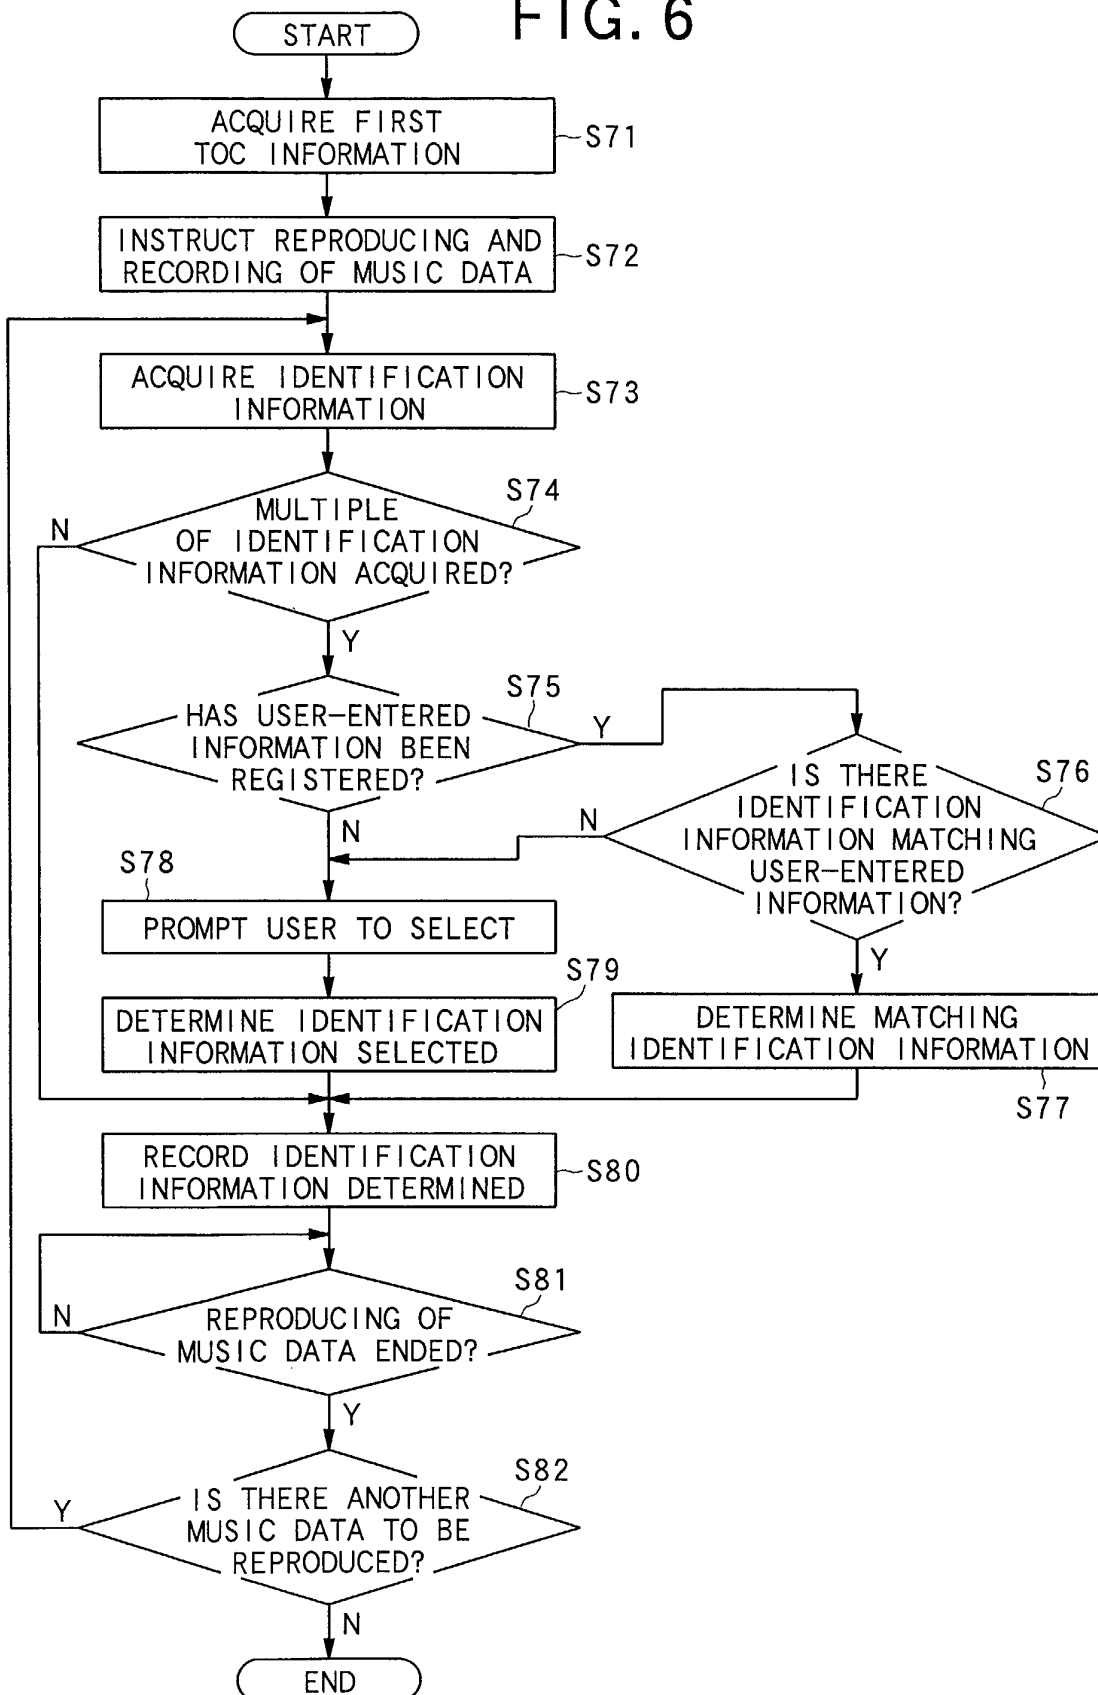 FIG. 6
START
ACQUIRE FIRST
TOC INFORMATION
S71
INSTRUCT REPRODUCING AND
RECORDING OF MUSIC DATA
S72
ACQUIRE IDENTIFICATION
INFORMATION
S73
S74
MULTIPLE
OF IDENTIFICATION
INFORMATION ACQUIRED?
N
Y
S75
HAS USER-ENTERED
INFORMATION BEEN
REGISTERED?
Y
N
S76
IS THERE
IDENTIFICATION
INFORMATION MATCHING
USER-ENTERED
INFORMATION?
N
Y
S78
PROMPT USER TO SELECT
S79
DETERMINE IDENTIFICATION
INFORMATION SELECTED
DETERMINE MATCHING
IDENTIFICATION INFORMATION
S77
RECORD IDENTIFICATION
INFORMATION DETERMINED
S80
S81
REPRODUCING OF
MUSIC DATA ENDED?
N
Y
S82
IS THERE ANOTHER
MUSIC DATA TO BE
REPRODUCED?
Y
N
END